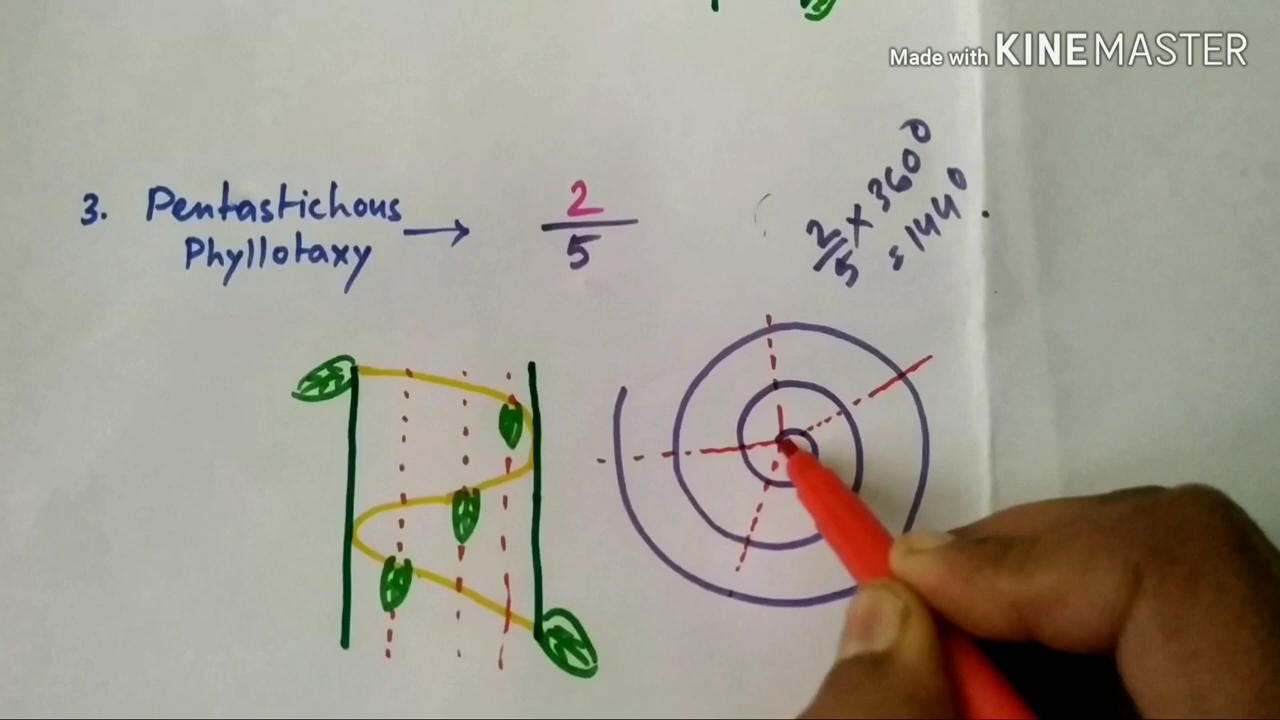 Made with KINEMASTER
3. Pentastichous
Phyllotaxy → 2/5
2/5 × 360°
= 144°.